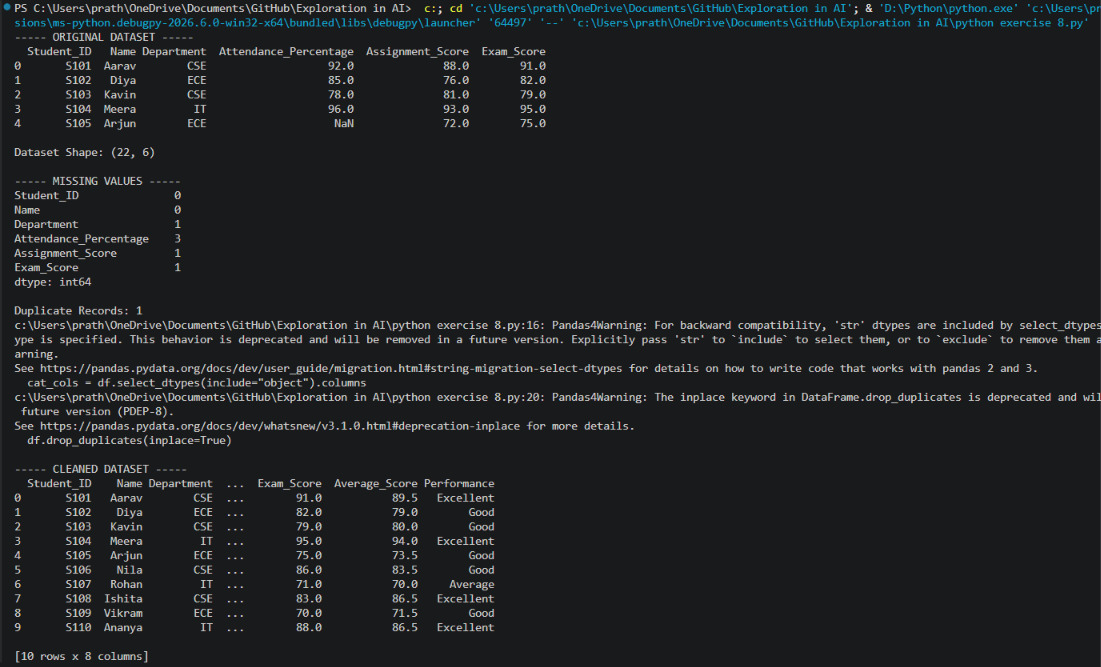 PS C:\Users\prath\OneDrive\Documents\GitHub\Exploration in AI>  c:; cd 'c:\Users\prath\OneDrive\Documents\GitHub\Exploration in AI'; & 'D:\Python\python.exe' 'c:\Users\pr
sions\ms-python.debugpy-2026.6.0-win32-x64\bundled\libs\debugpy\launcher' '64497' '--' 'c:\Users\prath\OneDrive\Documents\GitHub\Exploration in AI\python exercise 8.py'
----- ORIGINAL DATASET -----
  Student_ID   Name Department  Attendance_Percentage  Assignment_Score  Exam_Score
0       S101  Aarav        CSE                   92.0              88.0        91.0
1       S102   Diya        ECE                   85.0              76.0        82.0
2       S103  Kavin        CSE                   78.0              81.0        79.0
3       S104  Meera         IT                   96.0              93.0        95.0
4       S105  Arjun        ECE                    NaN              72.0        75.0
Dataset Shape: (22, 6)
----- MISSING VALUES -----
Student_ID               0
Name                     0
Department               1
Attendance_Percentage    3
Assignment_Score         1
Exam_Score               1
dtype: int64
Duplicate Records: 1
c:\Users\prath\OneDrive\Documents\GitHub\Exploration in AI\python exercise 8.py:16: Pandas4Warning: For backward compatibility, 'str' dtypes are included by select_dtypes
ype is specified. This behavior is deprecated and will be removed in a future version. Explicitly pass 'str' to `include` to select them, or to `exclude` to remove them a
arning.
See https://pandas.pydata.org/docs/dev/user_guide/migration.html#string-migration-select-dtypes for details on how to write code that works with pandas 2 and 3.
  cat_cols = df.select_dtypes(include="object").columns
c:\Users\prath\OneDrive\Documents\GitHub\Exploration in AI\python exercise 8.py:20: Pandas4Warning: The inplace keyword in DataFrame.drop_duplicates is deprecated and wil
 future version (PDEP-8).
See https://pandas.pydata.org/docs/dev/whatsnew/v3.1.0.html#deprecation-inplace for more details.
  df.drop_duplicates(inplace=True)
----- CLEANED DATASET -----
  Student_ID    Name Department  ...  Exam_Score  Average_Score Performance
0       S101   Aarav        CSE  ...        91.0           89.5   Excellent
1       S102    Diya        ECE  ...        82.0           79.0        Good
2       S103   Kavin        CSE  ...        79.0           80.0        Good
3       S104   Meera         IT  ...        95.0           94.0   Excellent
4       S105   Arjun        ECE  ...        75.0           73.5        Good
5       S106    Nila        CSE  ...        86.0           83.5        Good
6       S107   Rohan         IT  ...        71.0           70.0     Average
7       S108  Ishita        CSE  ...        83.0           86.5   Excellent
8       S109  Vikram        ECE  ...        70.0           71.5        Good
9       S110  Ananya         IT  ...        88.0           86.5   Excellent
[10 rows x 8 columns]